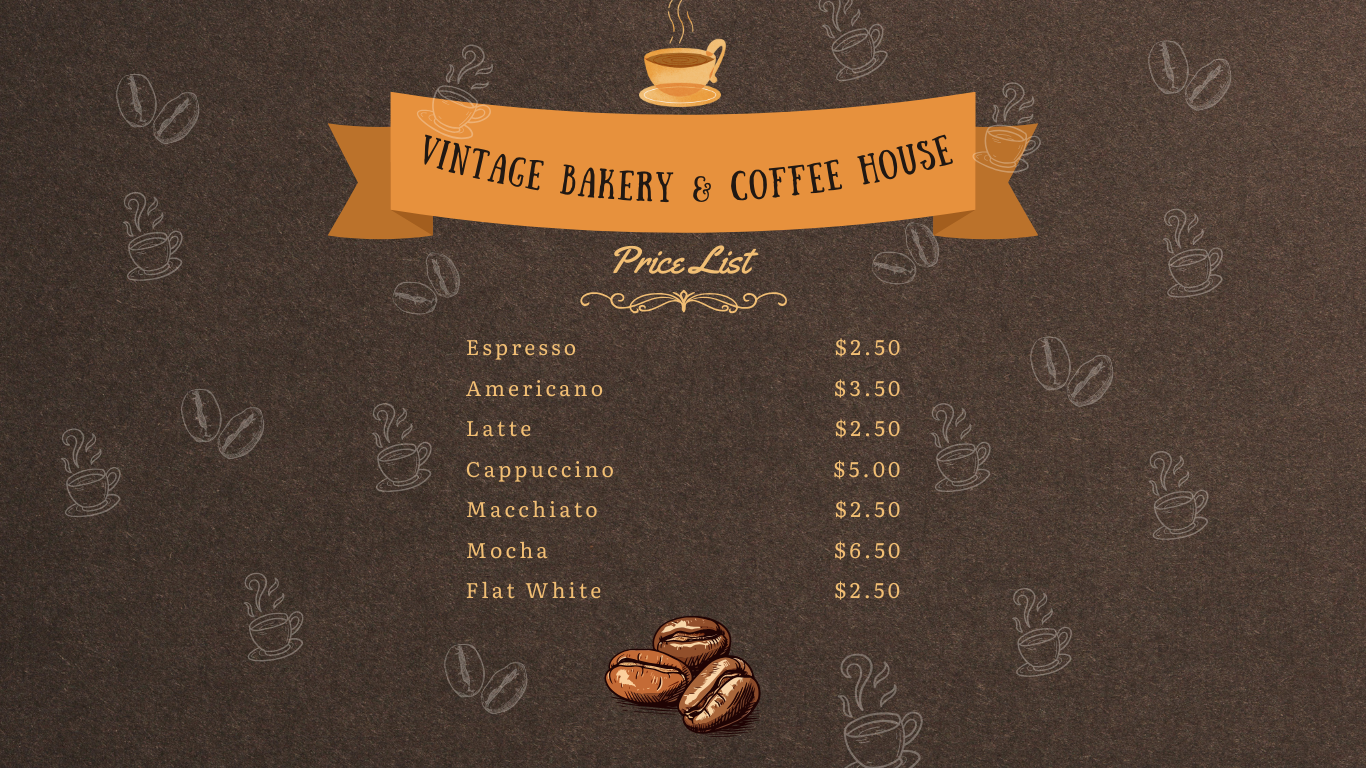 VINTAGE BAKERY & COFFEE HOUSE
Price List
Espresso $2.50
Americano $3.50
Latte $2.50
Cappuccino $5.00
Macchiato $2.50
Mocha $6.50
Flat White $2.50